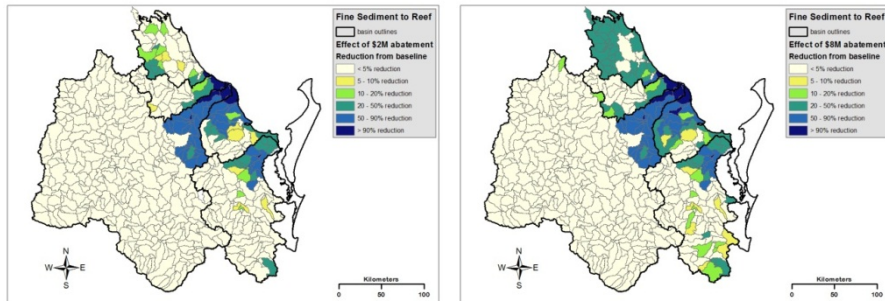 Fine Sediment to Reef
basin outlines
Effect of $2M abatement
Reduction from baseline
< 5% reduction
5 - 10% reduction
10 - 20% reduction
20 - 50% reduction
50 - 90% reduction
> 90% reduction
N
W E
S
Kilometers
0 50 100
Fine Sediment to Reef
basin outlines
Effect of $8M abatement
Reduction from baseline
< 5% reduction
5 - 10% reduction
10 - 20% reduction
20 - 50% reduction
50 - 90% reduction
> 90% reduction
N
W E
S
Kilometers
0 50 100